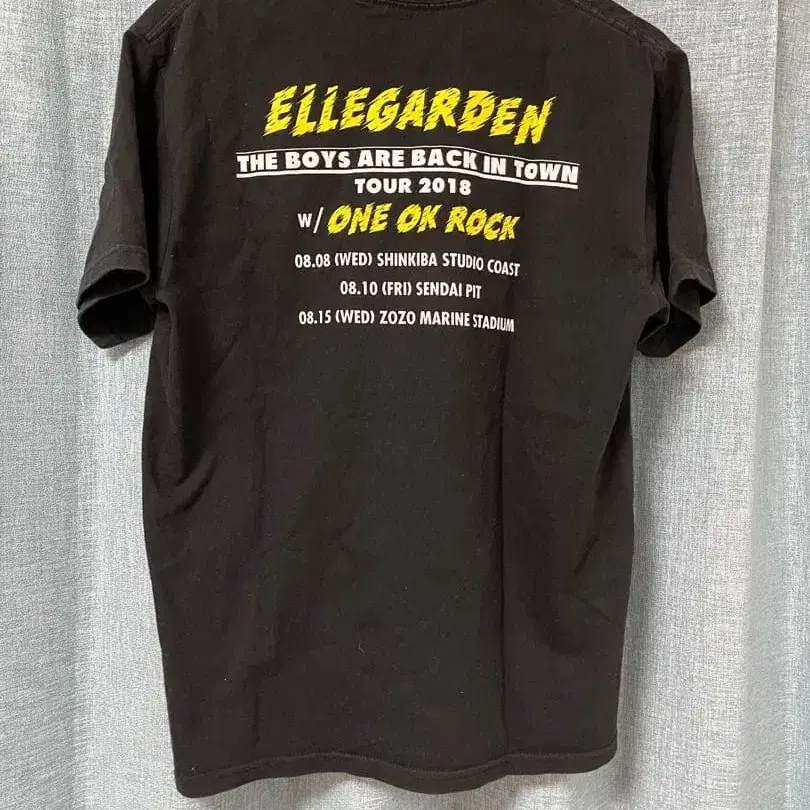 ELLEGARDEN
THE BOYS ARE BACK IN TOWN
TOUR 2018
w/ ONE OK ROCK
08.08 (WED) SHINKIBA STUDIO COAST
08.10 (FRI) SENDAI PIT
08.15 (WED) ZOZO MARINE STADIUM